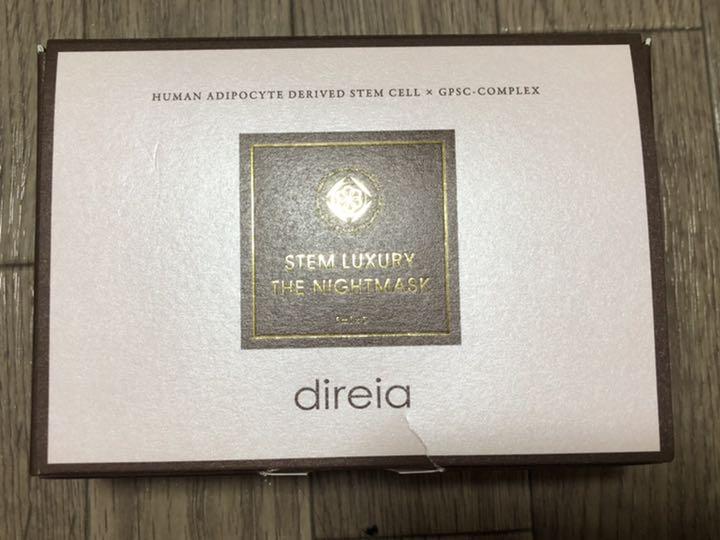 HUMAN ADIPOCYTE DERIVED STEM CELL × GPSC-COMPLEX
STEM LUXURY
THE NIGHTMASK
direia